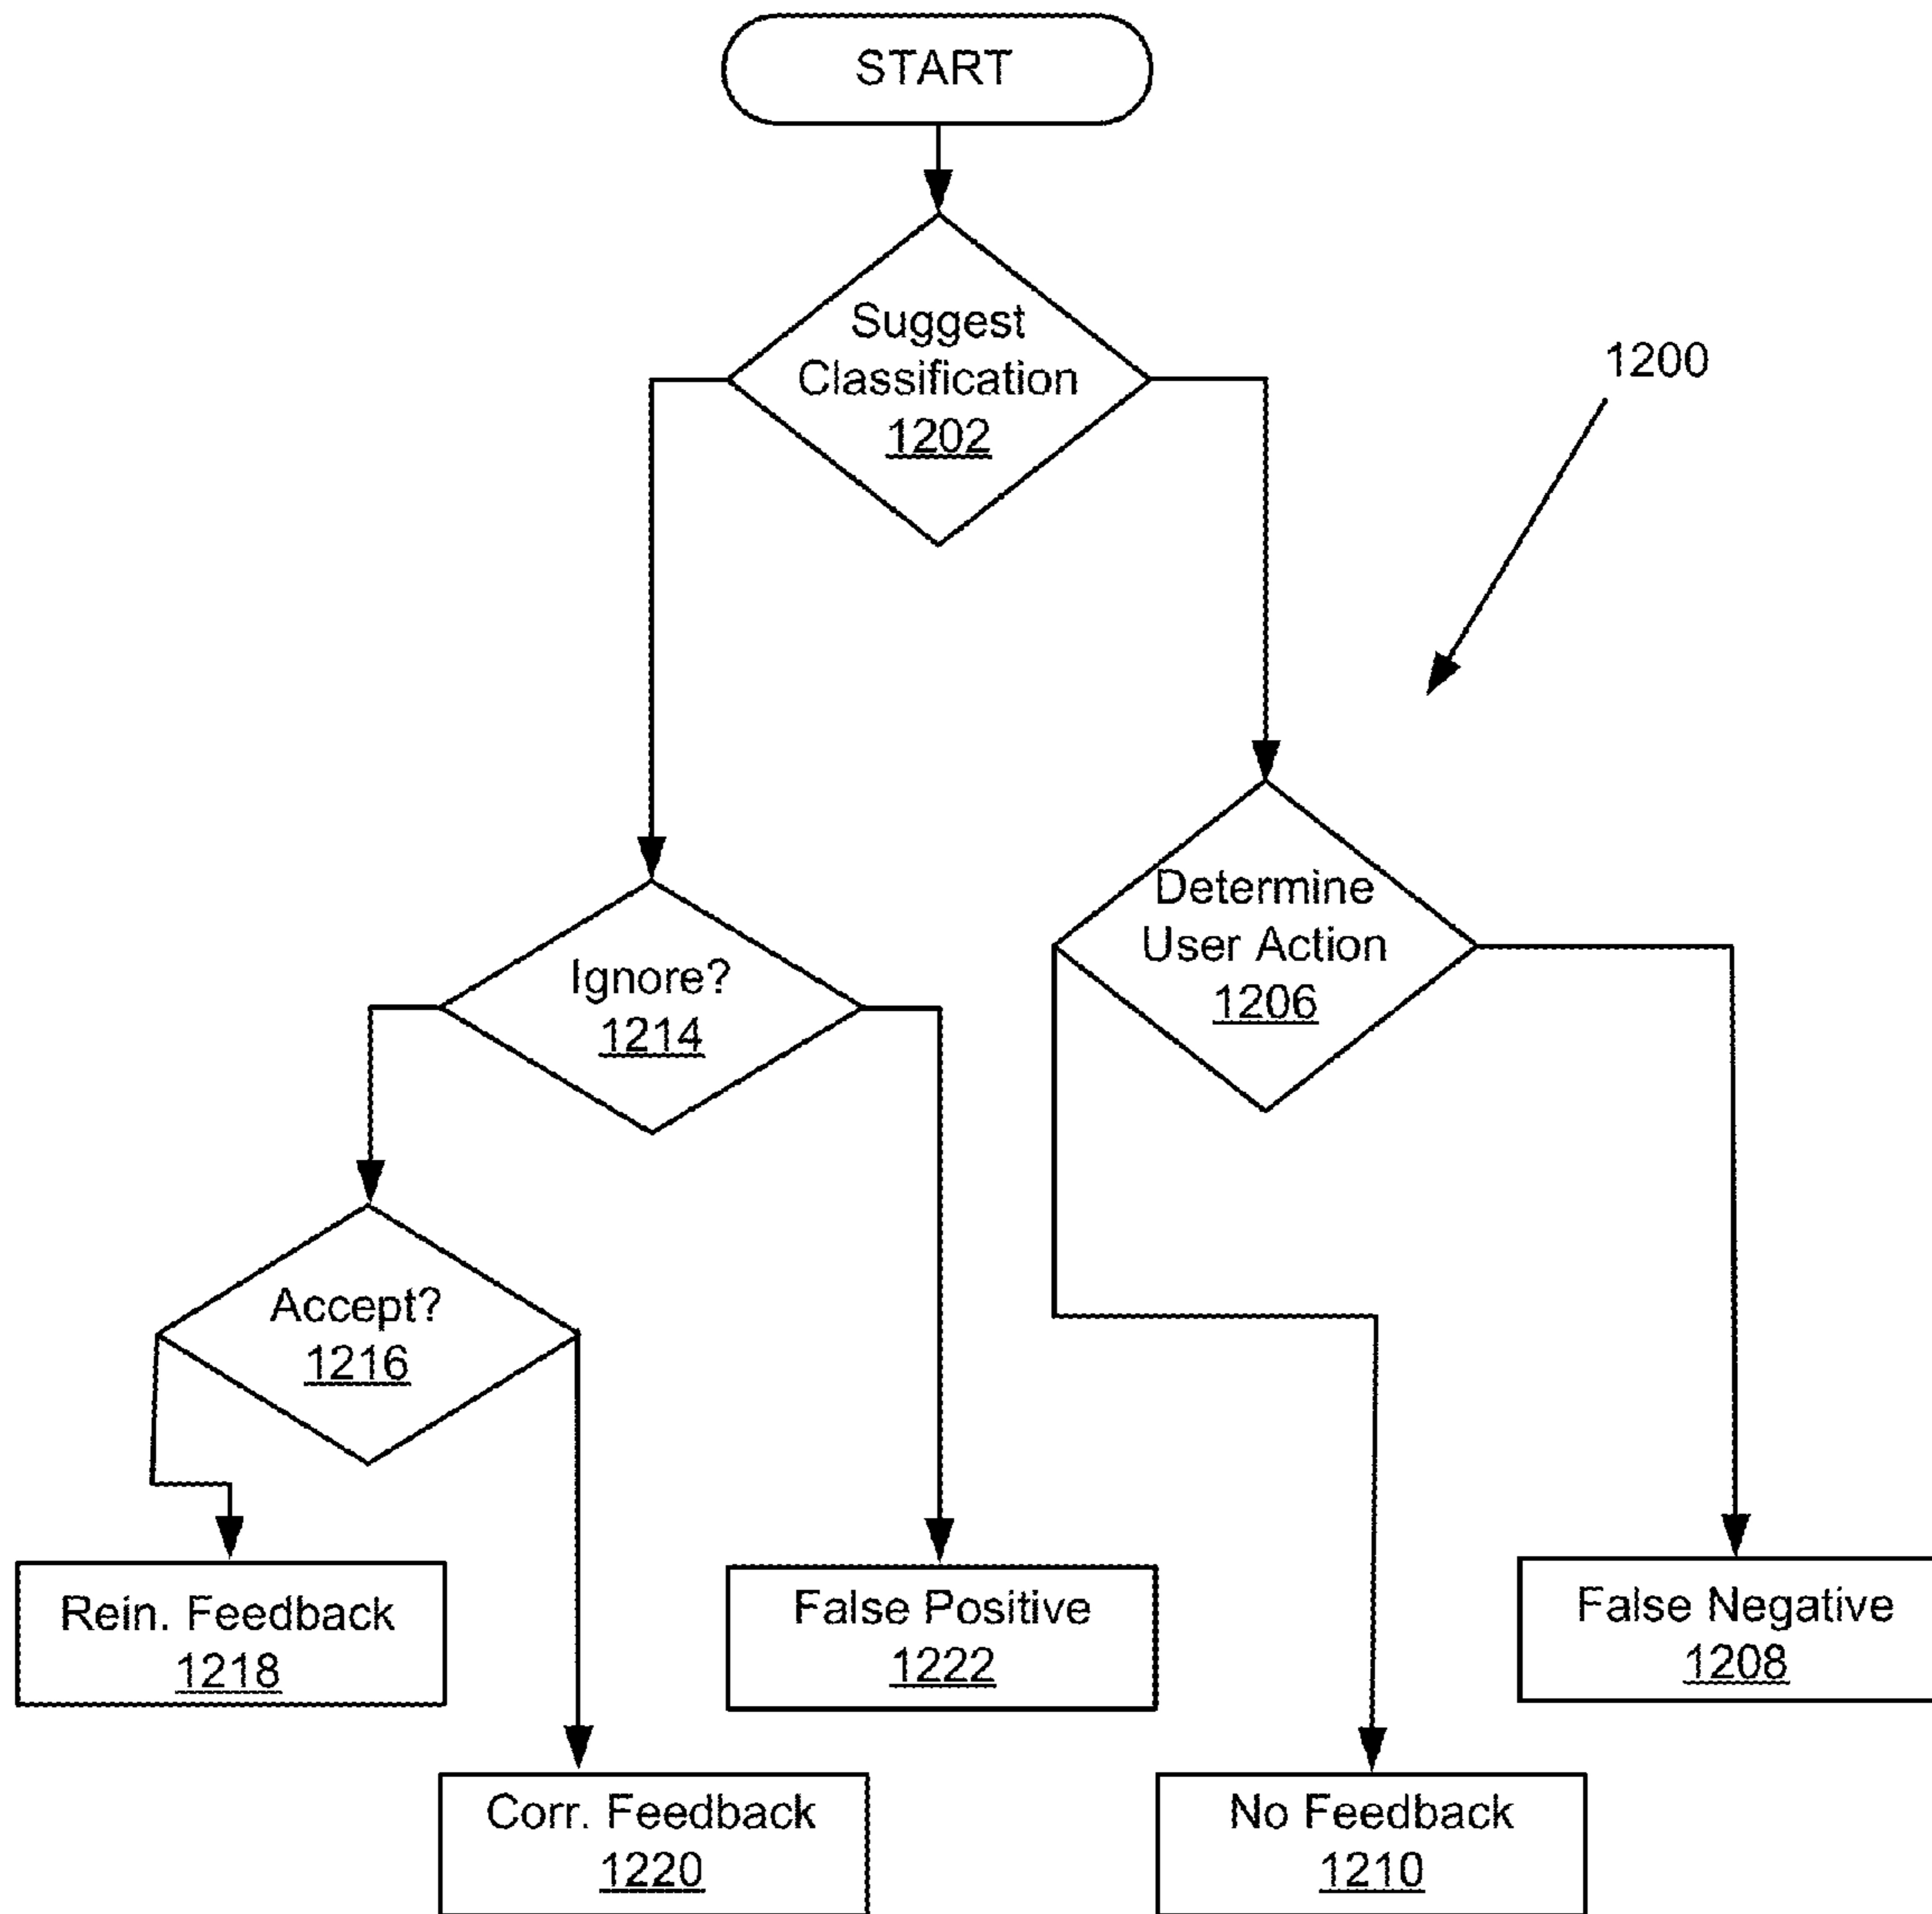 START
Suggest
Classification
1202
1200
Determine
User Action
1206
Ignore?
1214
Accept?
1216
Rein. Feedback
1218
False Positive
1222
False Negative
1208
Corr. Feedback
1220
No Feedback
1210